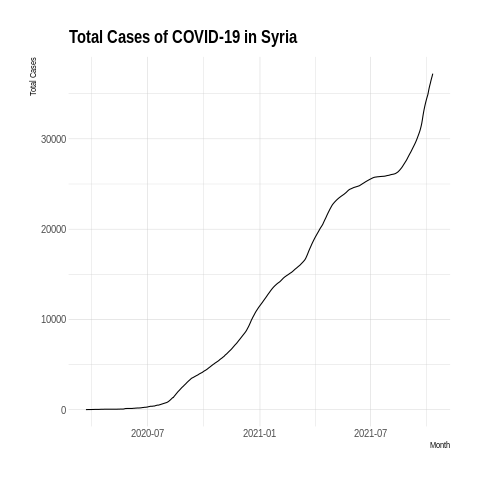 Total Cases of COVID-19 in Syria
Total Cases
30000
20000
10000
0
2020-07 2021-01 2021-07
Month